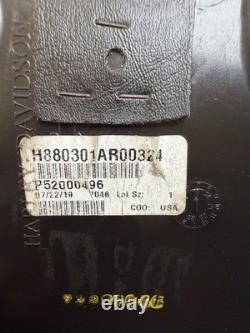 HARLEY-DAVIDSON
H880301AR00324
P52000496
07/22/19 7046 Lot Sz: 1
COO: USA